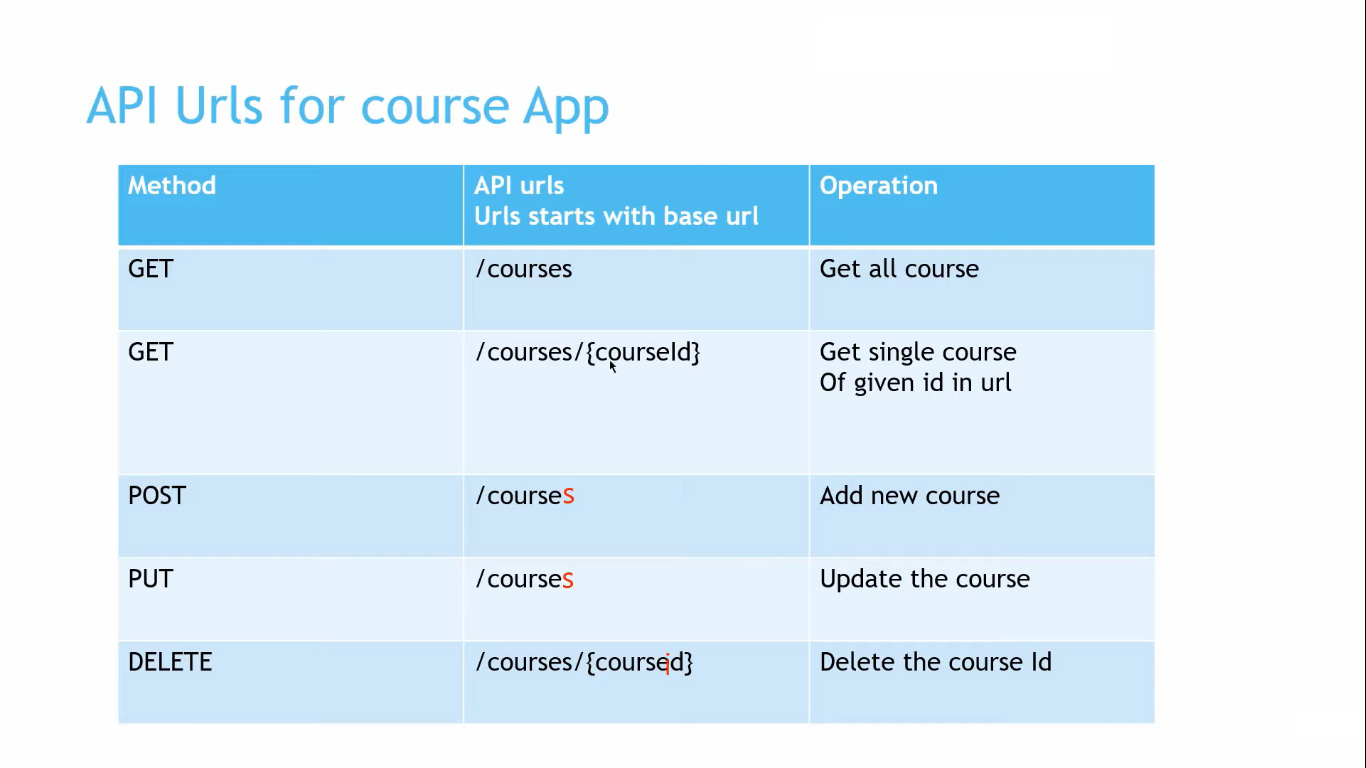 API Urls for course App
Method
API urls
Urls starts with base url
Operation
GET
/courses
Get all course
GET
/courses/{courseId}
Get single course
Of given id in url
POST
/courses
Add new course
PUT
/courses
Update the course
DELETE
/courses/{courseid}
Delete the course Id